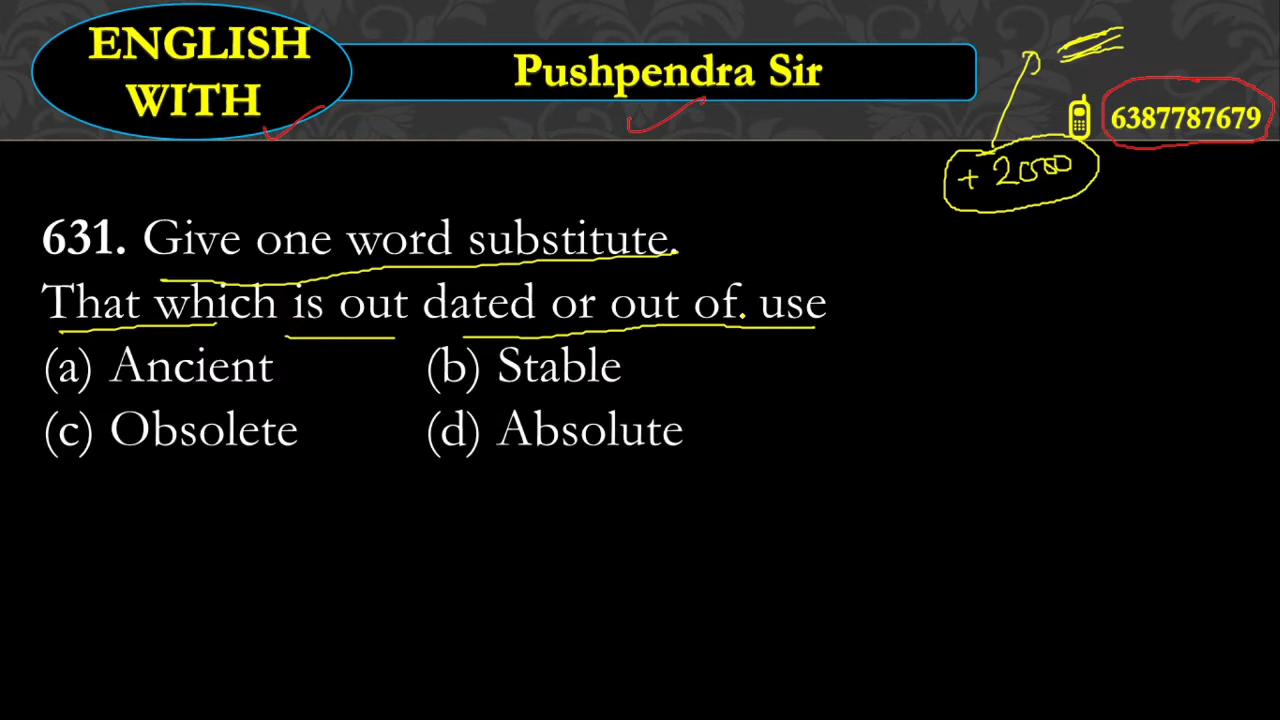 ENGLISH
WITH
Pushpendra Sir
6387787679
631. Give one word substitute.
That which is out dated or out of use
(a) Ancient (b) Stable
(c) Obsolete (d) Absolute